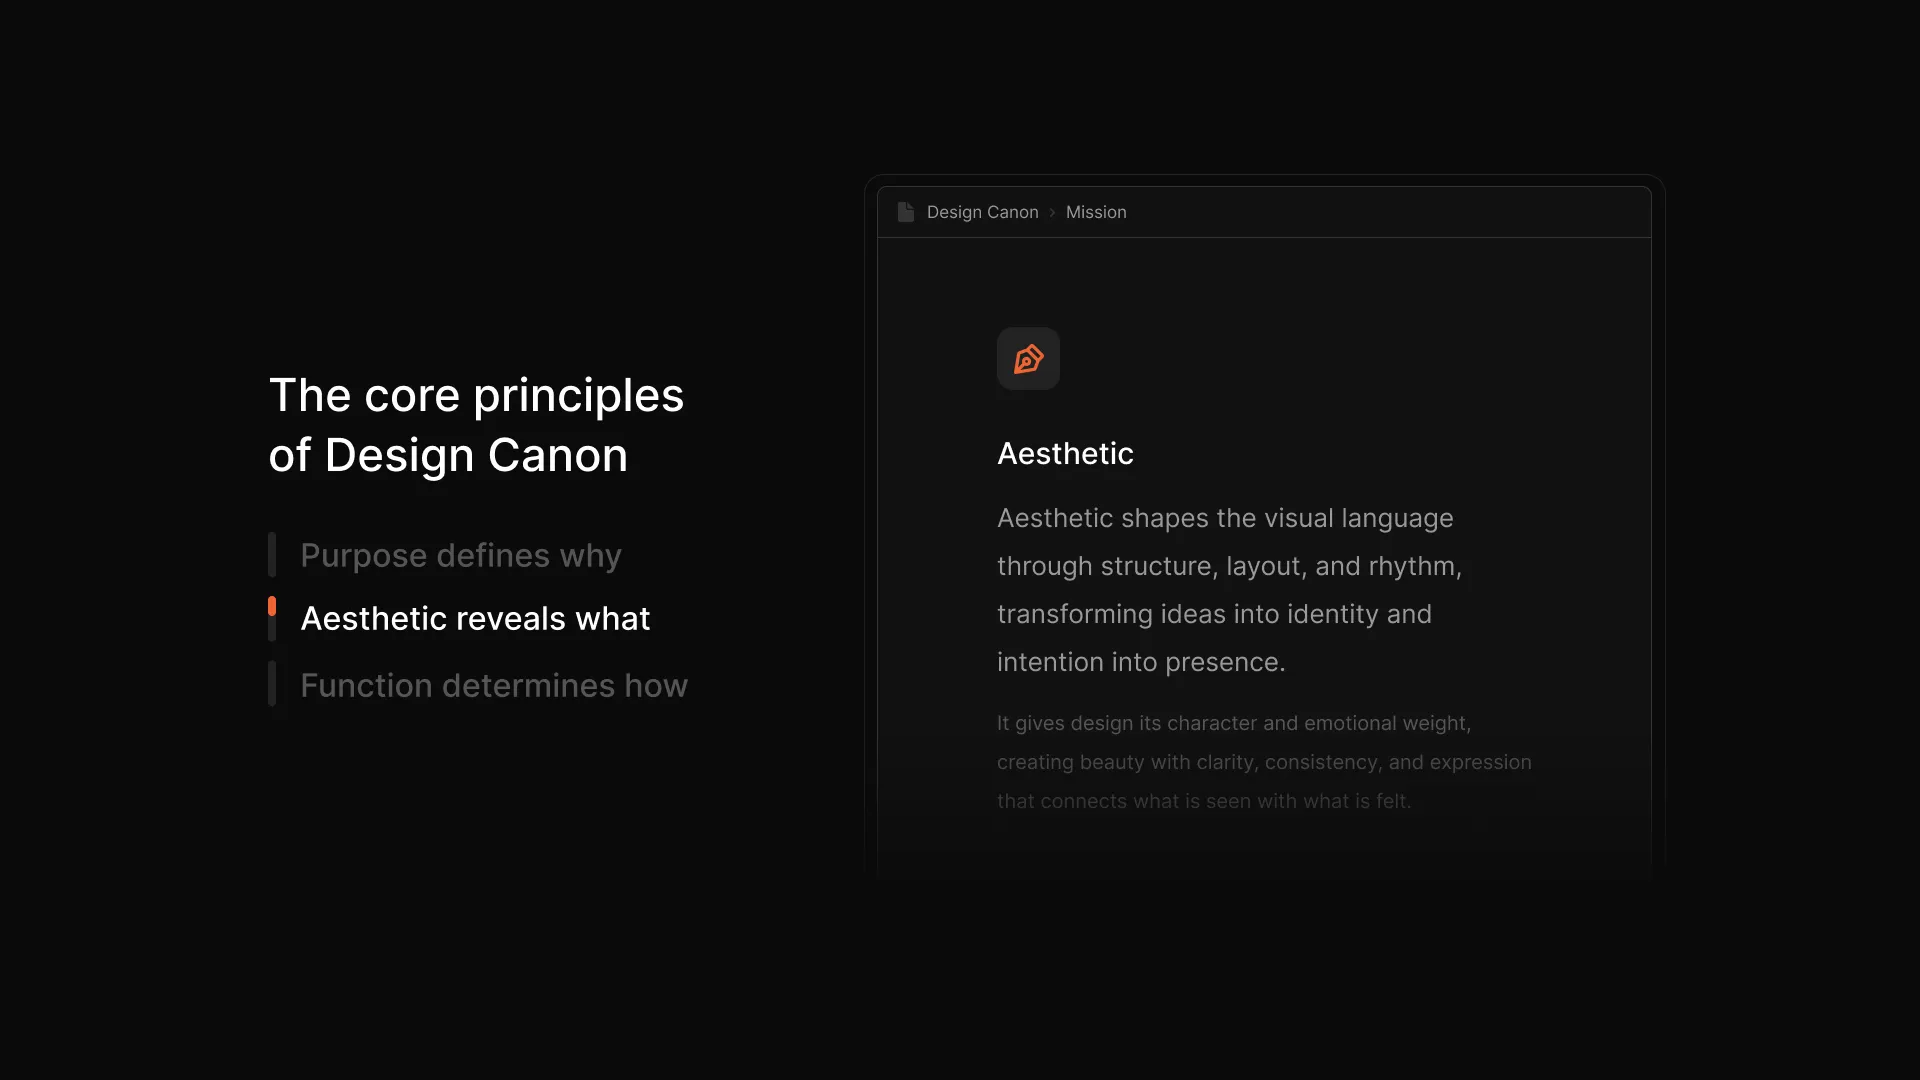 The core principles
of Design Canon
Purpose defines why
Aesthetic reveals what
Function determines how
Design Canon > Mission
Aesthetic
Aesthetic shapes the visual language
through structure, layout, and rhythm,
transforming ideas into identity and
intention into presence.
It gives design its character and emotional weight,
creating beauty with clarity, consistency, and expression
that connects what is seen with what is felt.